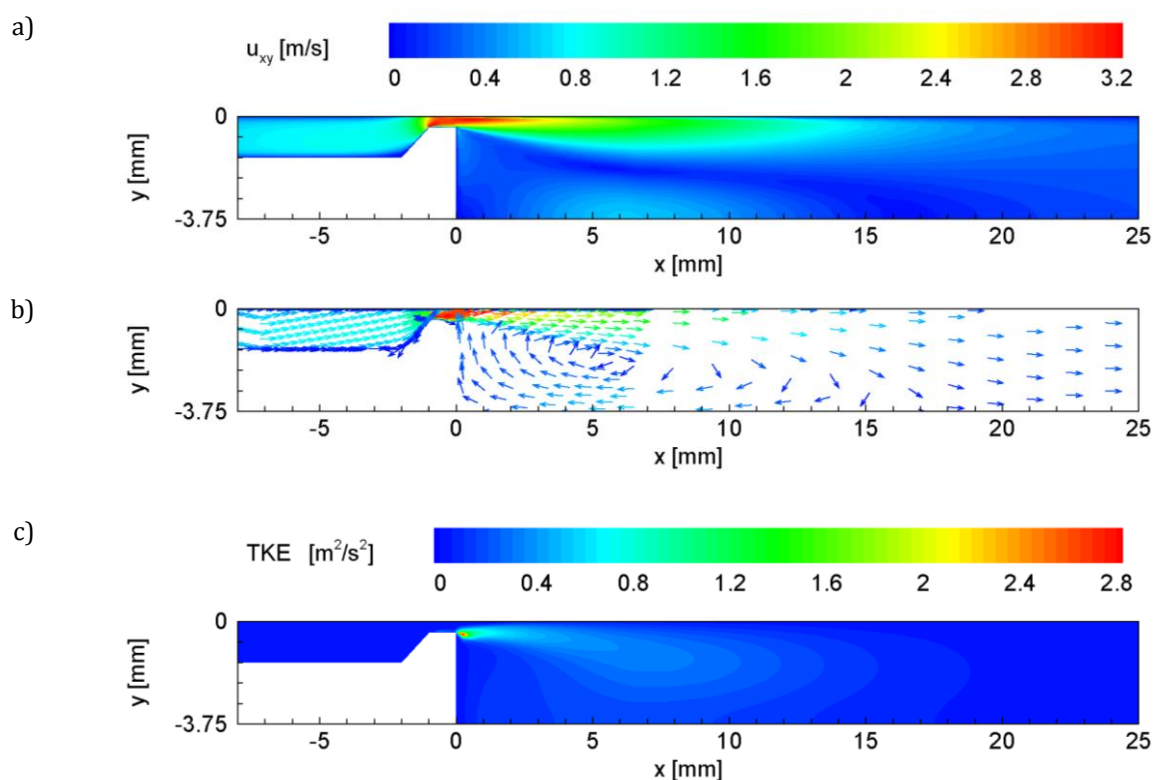 a)
u_xy [m/s]
0 0.4 0.8 1.2 1.6 2 2.4 2.8 3.2
0
y [mm]
-3.75
-5 0 5 10 15 20 25
x [mm]
b)
0
y [mm]
-3.75
-5 0 5 10 15 20 25
x [mm]
c)
TKE [m²/s²]
0 0.4 0.8 1.2 1.6 2 2.4 2.8
0
y [mm]
-3.75
-5 0 5 10 15 20 25
x [mm]